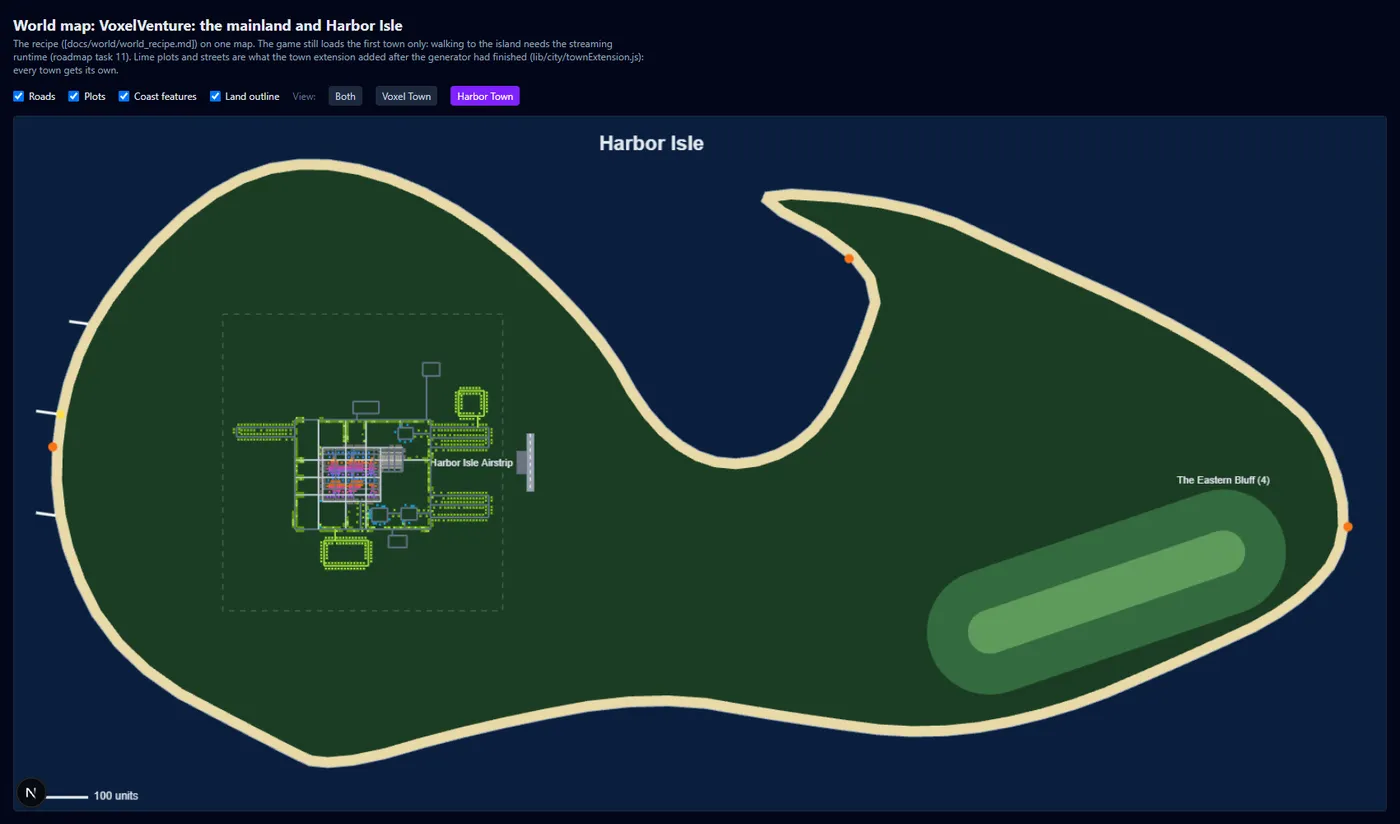 World map: VoxelVenture: the mainland and Harbor Isle
The recipe ([docs/world/world_recipe.md]) on one map. The game still loads the first town only: walking to the island needs the streaming
runtime (roadmap task 11). Lime plots and streets are what the town extension added after the generator had finished (lib/city/townExtension.js):
every town gets its own.
Roads Plots Coast features Land outline View: Both Voxel Town Harbor Town
Harbor Isle
Harbor Isle Airstrip
The Eastern Bluff (4)
N
100 units